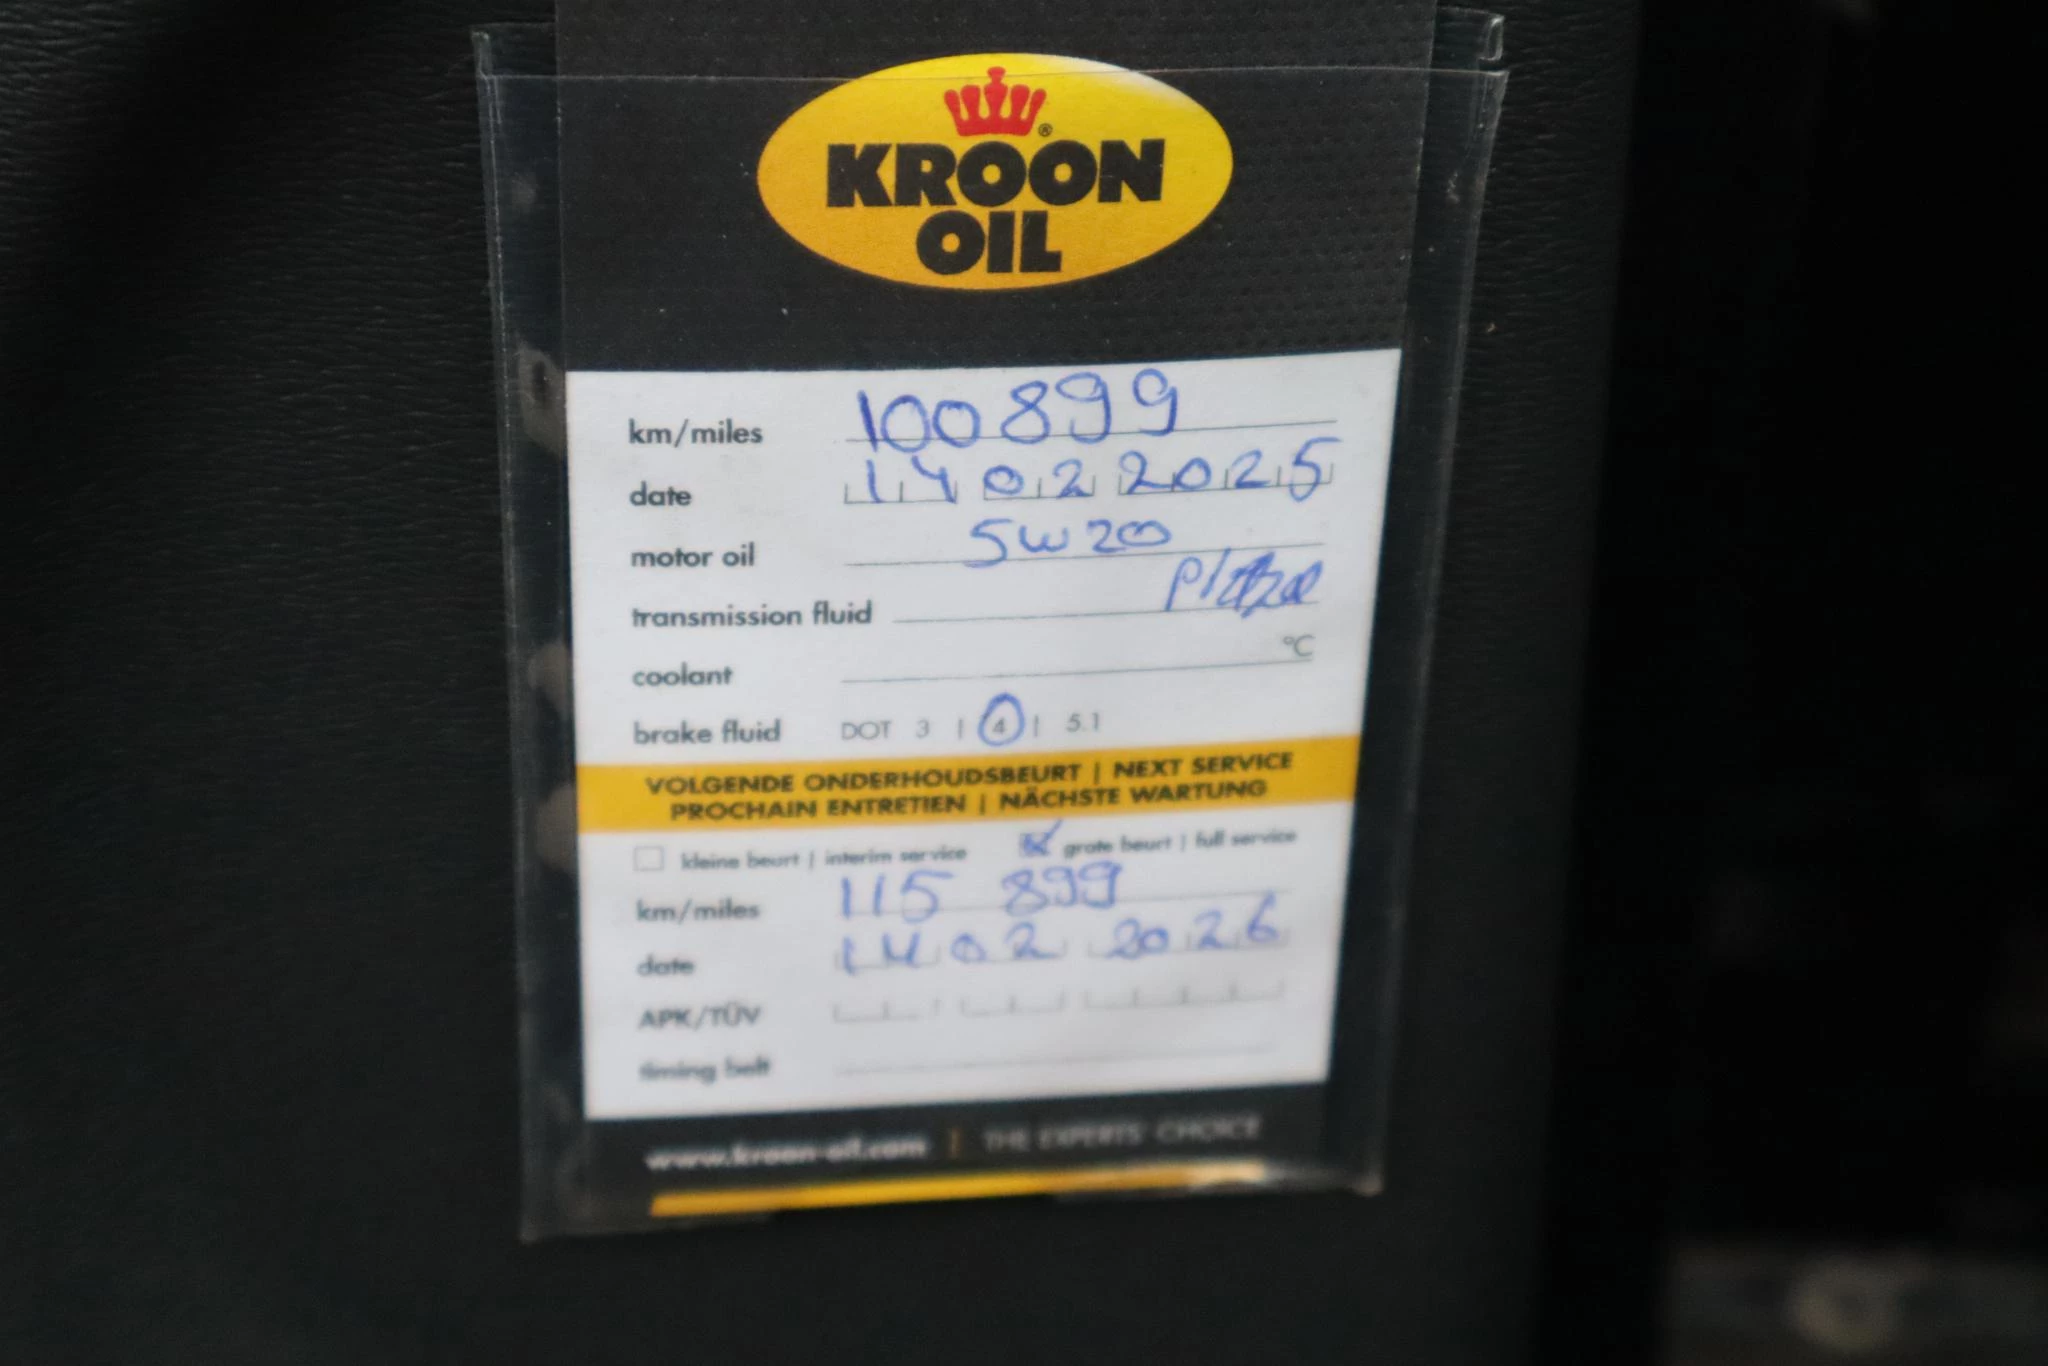 KROON
OIL
km/miles 100899
date 14 02 2025
motor oil 5w20
transmission fluid
coolant °C
brake fluid DOT 3 | 4 | 5.1
VOLGENDE ONDERHOUDSBEURT | NEXT SERVICE
PROCHAIN ENTRETIEN | NÄCHSTE WARTUNG
kleine beurt | interim service grote beurt | full service
km/miles 115 899
date 14 02 2026
APK/TÜV
timing belt
www.kroon-oil.com | THE EXPERTS' CHOICE